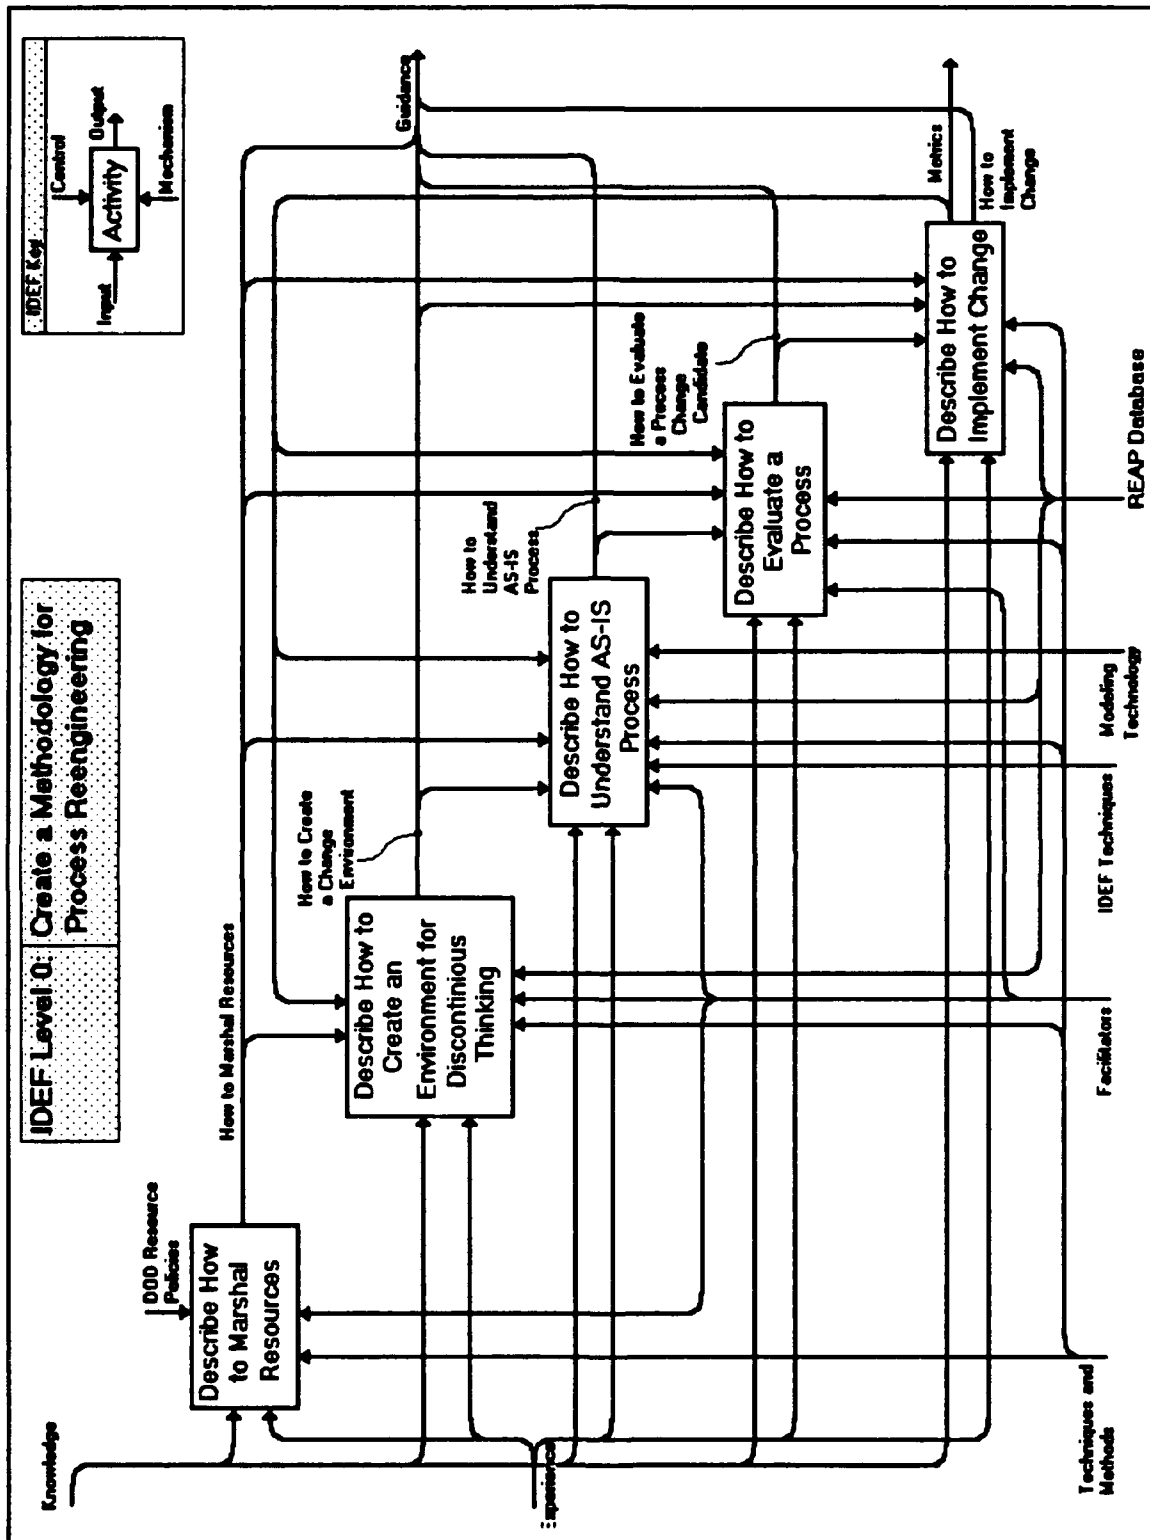 IDEF Level 0:
Create a Methodology for
Process Reengineering
IDEF Key
Control
Input
Activity
Output
Mechanism
Knowledge
DOD Resource
Policies
Describe How
to Marshal
Resources
How to Marshal Resources
Guidance
Describe How to
Create an
Environment for
Discontinious
Thinking
How to Create
a Change
Environment
Describe How to
Understand AS-IS
Process
How to
Understand
AS-IS
Process
Describe How to
Evaluate a
Process
How to Evaluate
a Process
Change
Candidate
Describe How to
Implement Change
Metrics
How to
Implement
Change
Experience
Techniques and
Methods
Facilitators
IDEF Techniques
Modeling
Technology
REAP Database